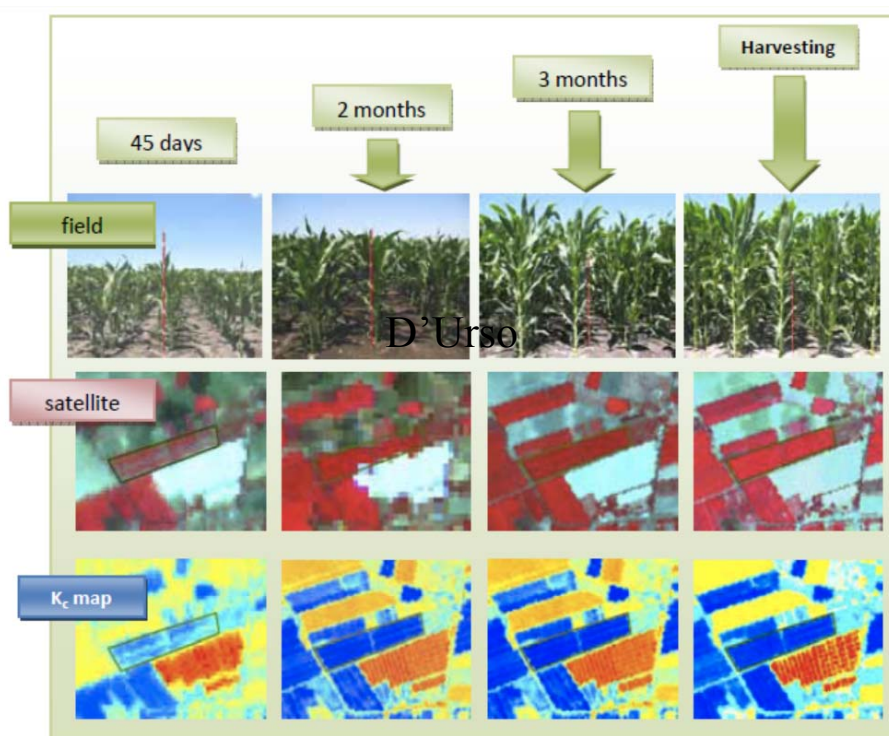 Harvesting
3 months
2 months
45 days
field
D'Urso
satellite
Kc map